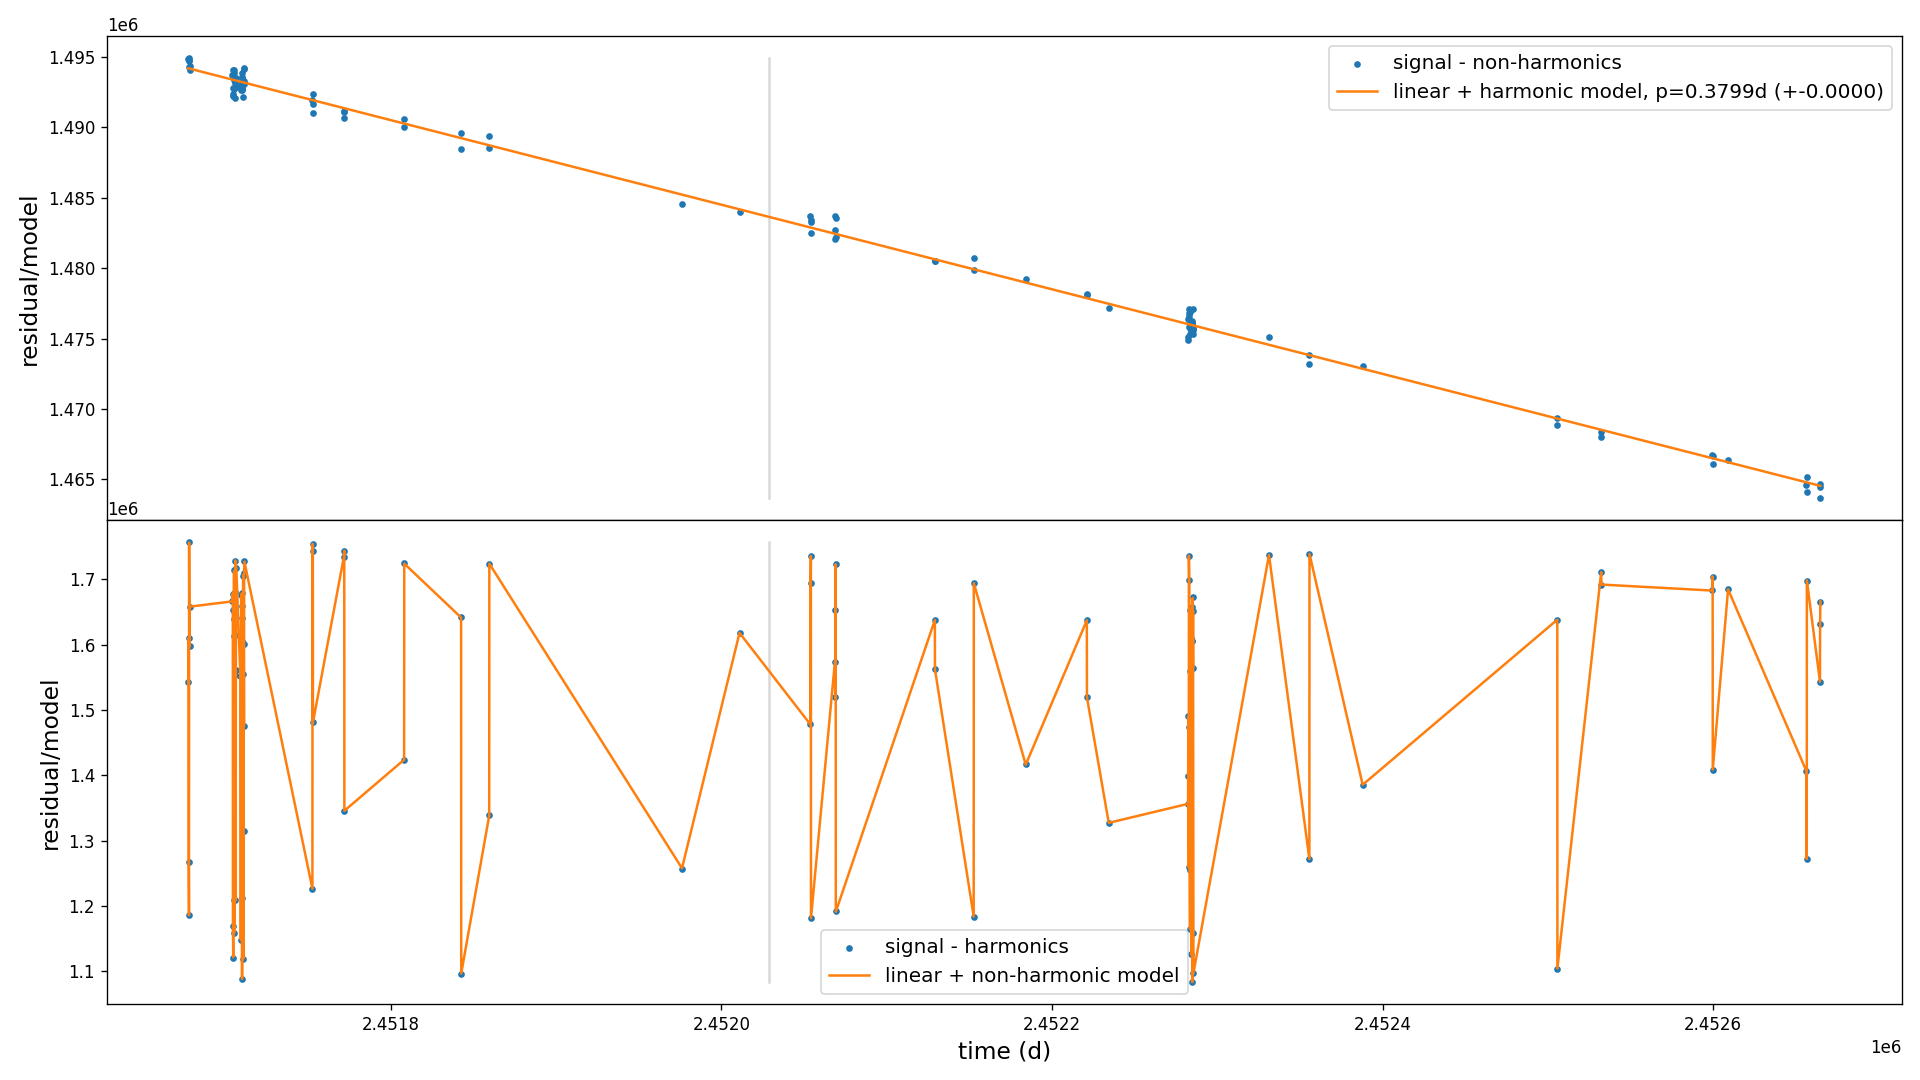 1e6
1.495
1.490
1.485
1.480
1.475
1.470
1.465
residual/model
signal - non-harmonics
linear + harmonic model, p=0.3799d (+-0.0000)
1e6
1.7
1.6
1.5
1.4
1.3
1.2
1.1
residual/model
signal - harmonics
linear + non-harmonic model
2.4518
2.4520
2.4522
2.4524
2.4526
time (d)
1e6